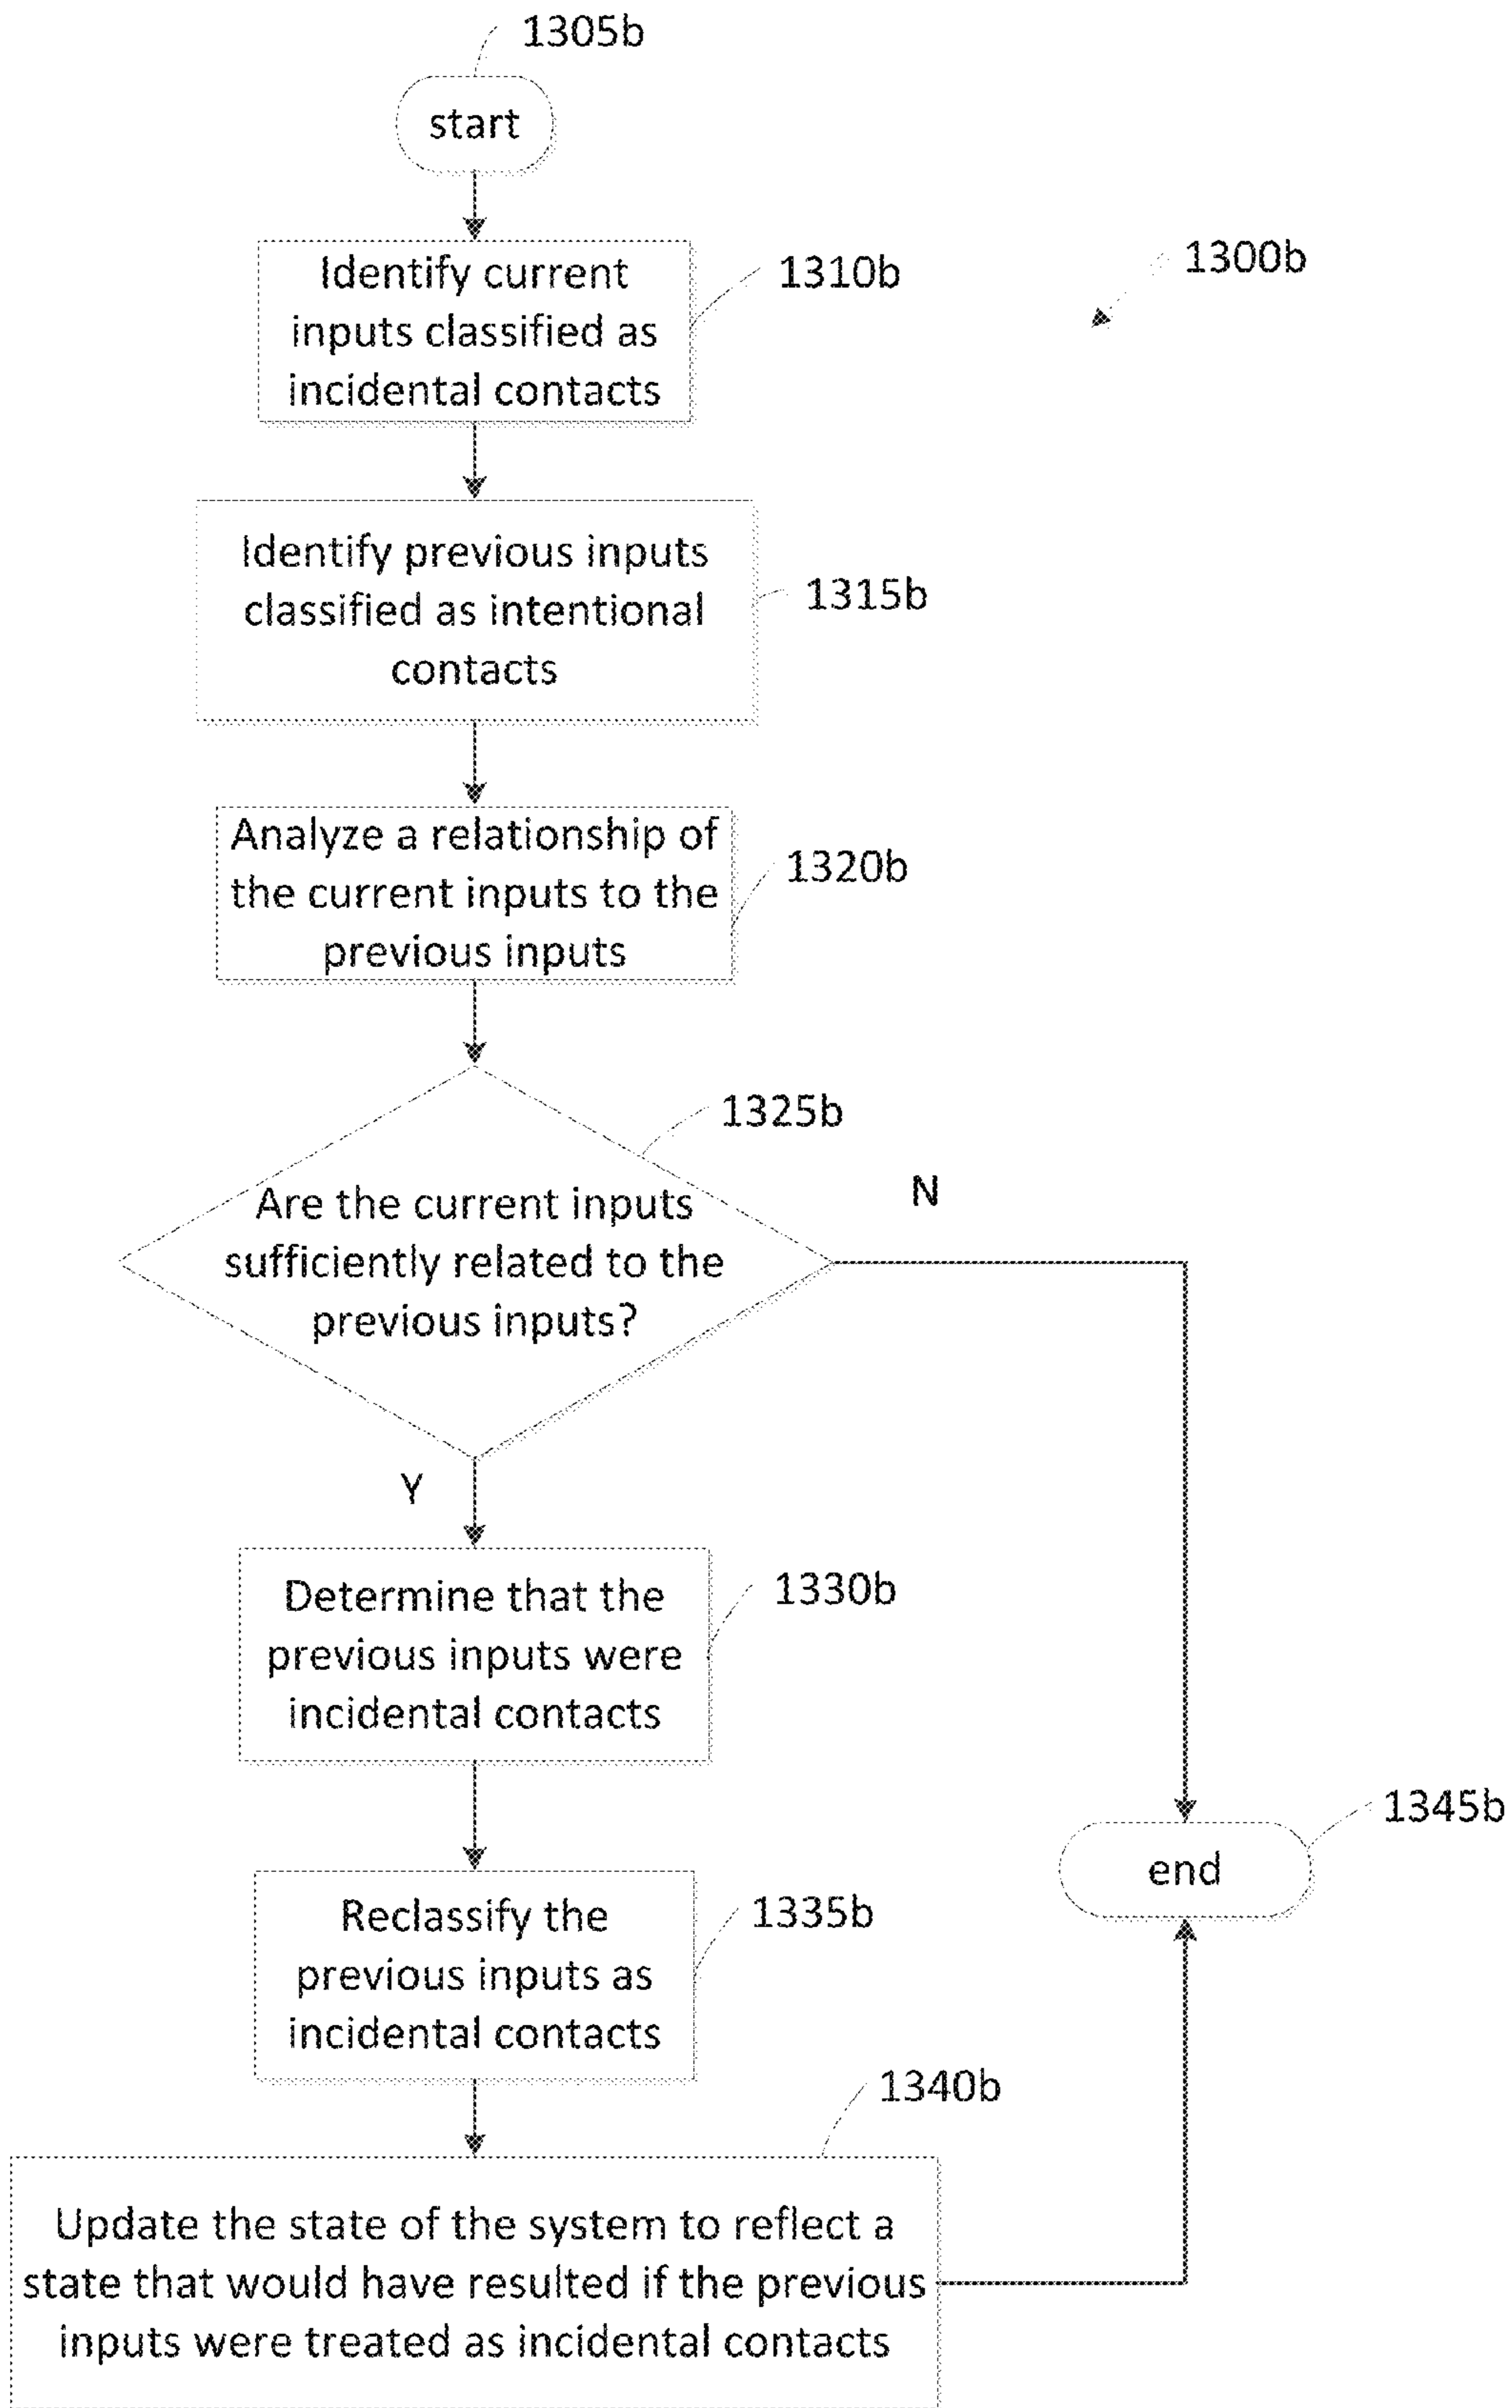 1305b
start
1300b
Identify current
inputs classified as
incidental contacts
1310b
Identify previous inputs
classified as intentional
contacts
1315b
Analyze a relationship of
the current inputs to the
previous inputs
1320b
1325b
N
Are the current inputs
sufficiently related to the
previous inputs?
Y
Determine that the
previous inputs were
incidental contacts
1330b
1345b
end
Reclassify the
previous inputs as
incidental contacts
1335b
1340b
Update the state of the system to reflect a
state that would have resulted if the previous
inputs were treated as incidental contacts